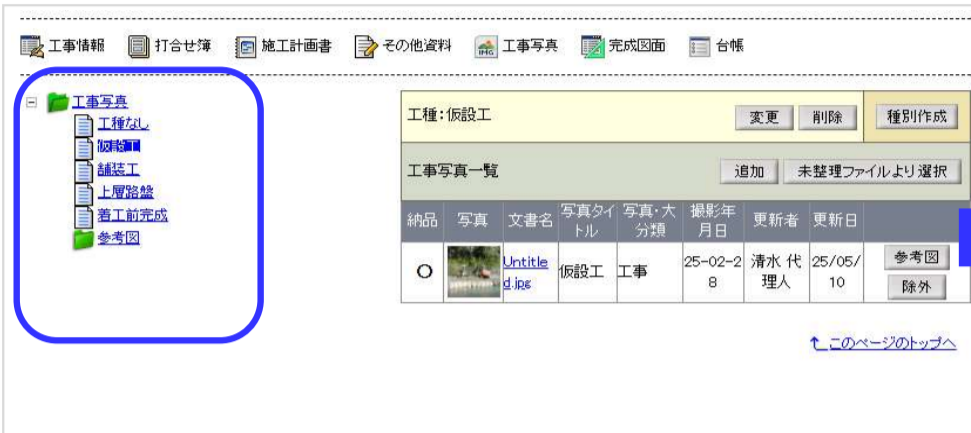 工事情報 打合せ簿 施工計画書 その他資料 工事写真 完成図面 台帳
工事写真
工種なし
仮設工
舗装工
上層路盤
着工前完成
参考図
工種:仮設工 変更 削除 種別作成
工事写真一覧 追加 未整理ファイルより選択
納品 写真 文書名 写真タイ
トル 写真・大
分類 撮影年
月日 更新者 更新日
○ Untitle
d.jpg 仮設工 工事 25-02-2
8 清水 代
理人 25/05/
10 参考図
除外
↑ このページのトップへ